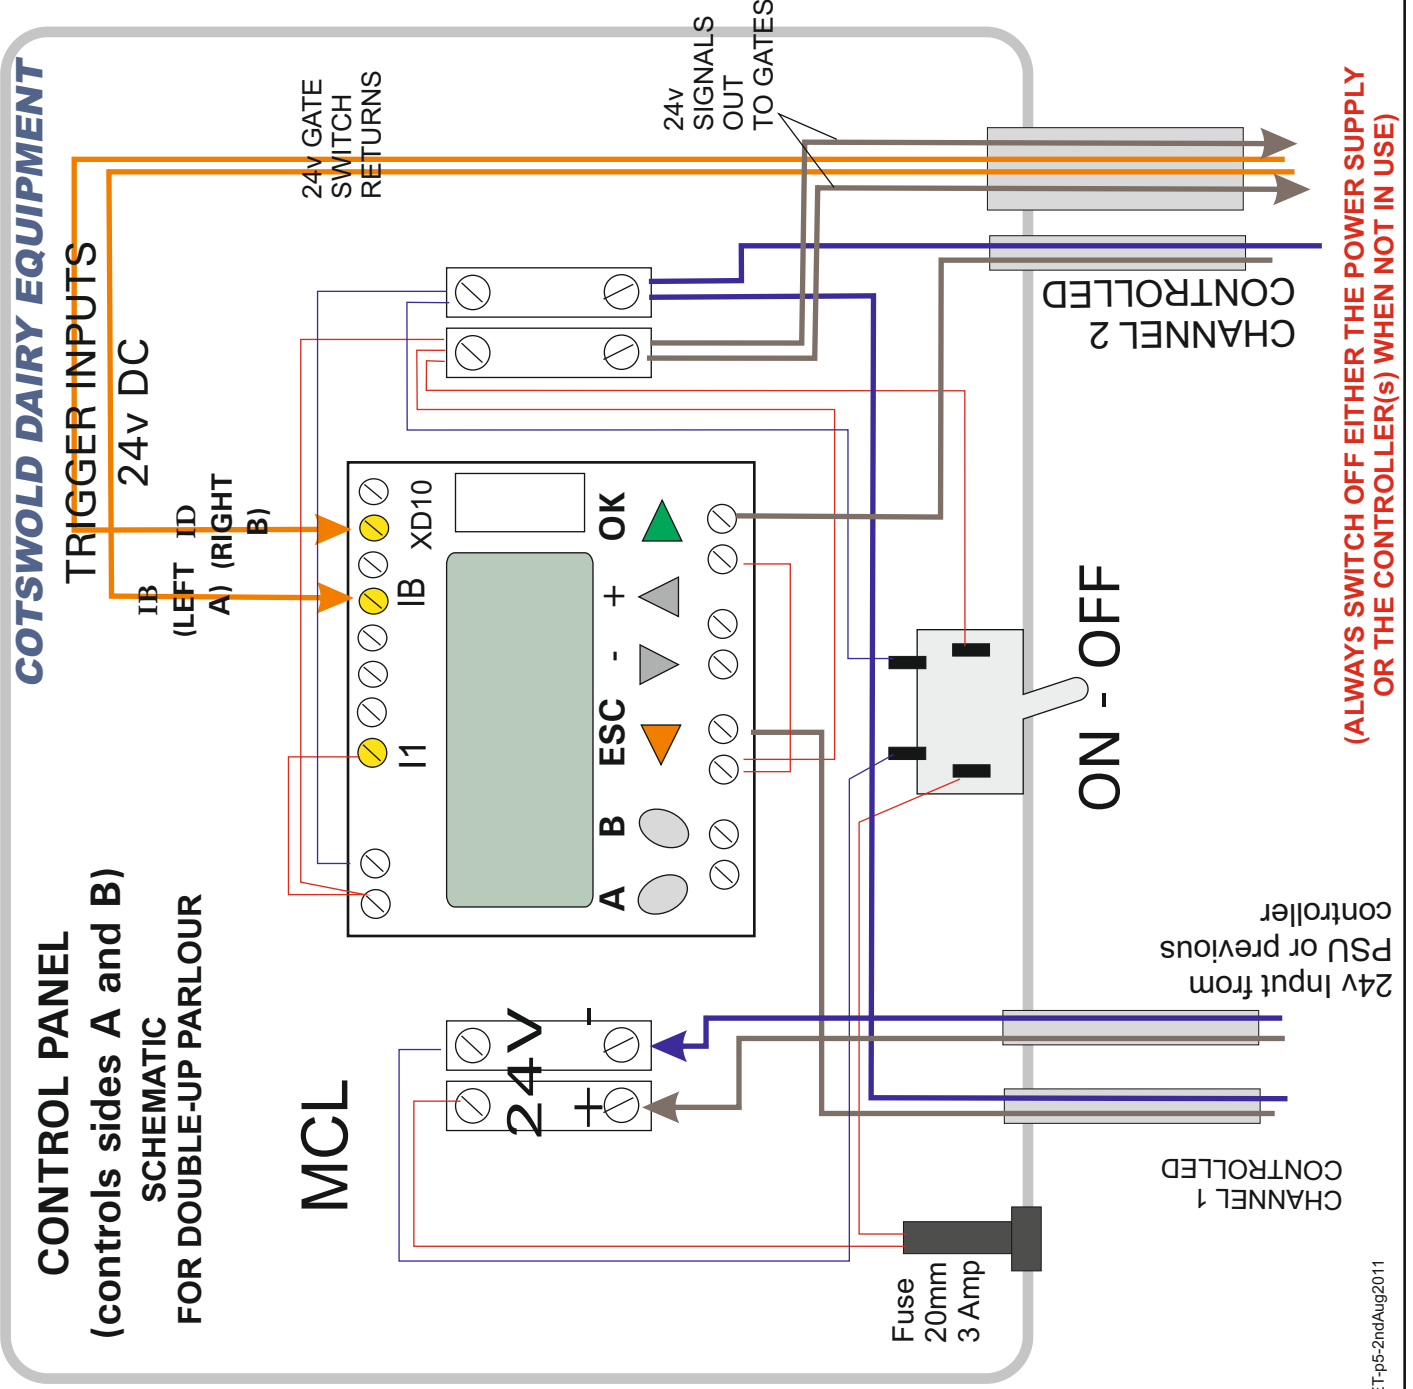 COTSWOLD DAIRY EQUIPMENT
CONTROL PANEL
(controls sides A and B)
SCHEMATIC
FOR DOUBLE-UP PARLOUR
TRIGGER INPUTS
24v DC
IB
(LEFT
A)
ID
(RIGHT
B)
24v GATE
SWITCH
RETURNS
24v
SIGNALS
OUT
TO GATES
MCL
24V
+
-
I1
IB
XD10
A
B
ESC
-
+
OK
Fuse
20mm
3 Amp
ON - OFF
CHANNEL 1
CONTROLLED
24v Input from
PSU or previous
controller
CHANNEL 2
CONTROLLED
(ALWAYS SWITCH OFF EITHER THE POWER SUPPLY
OR THE CONTROLLER(s) WHEN NOT IN USE)
ET-p5-2ndAug2011